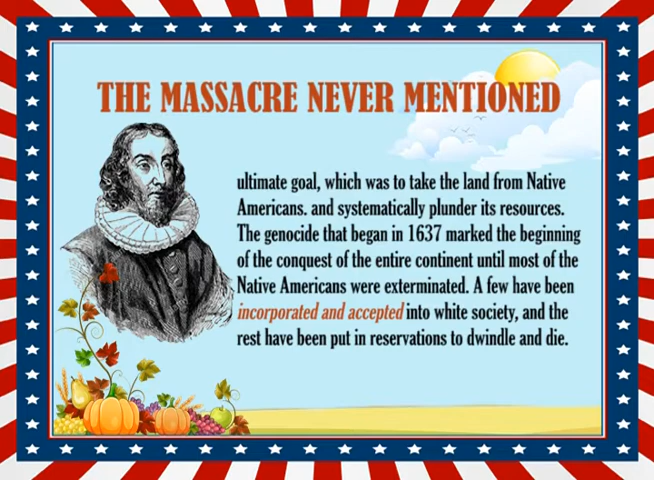 THE MASSACRE NEVER MENTIONED
ultimate goal, which was to take the land from Native
Americans. and systematically plunder its resources.
The genocide that began in 1637 marked the beginning
of the conquest of the entire continent until most of the
Native Americans were exterminated. A few have been
incorporated and accepted into white society, and the
rest have been put in reservations to dwindle and die.